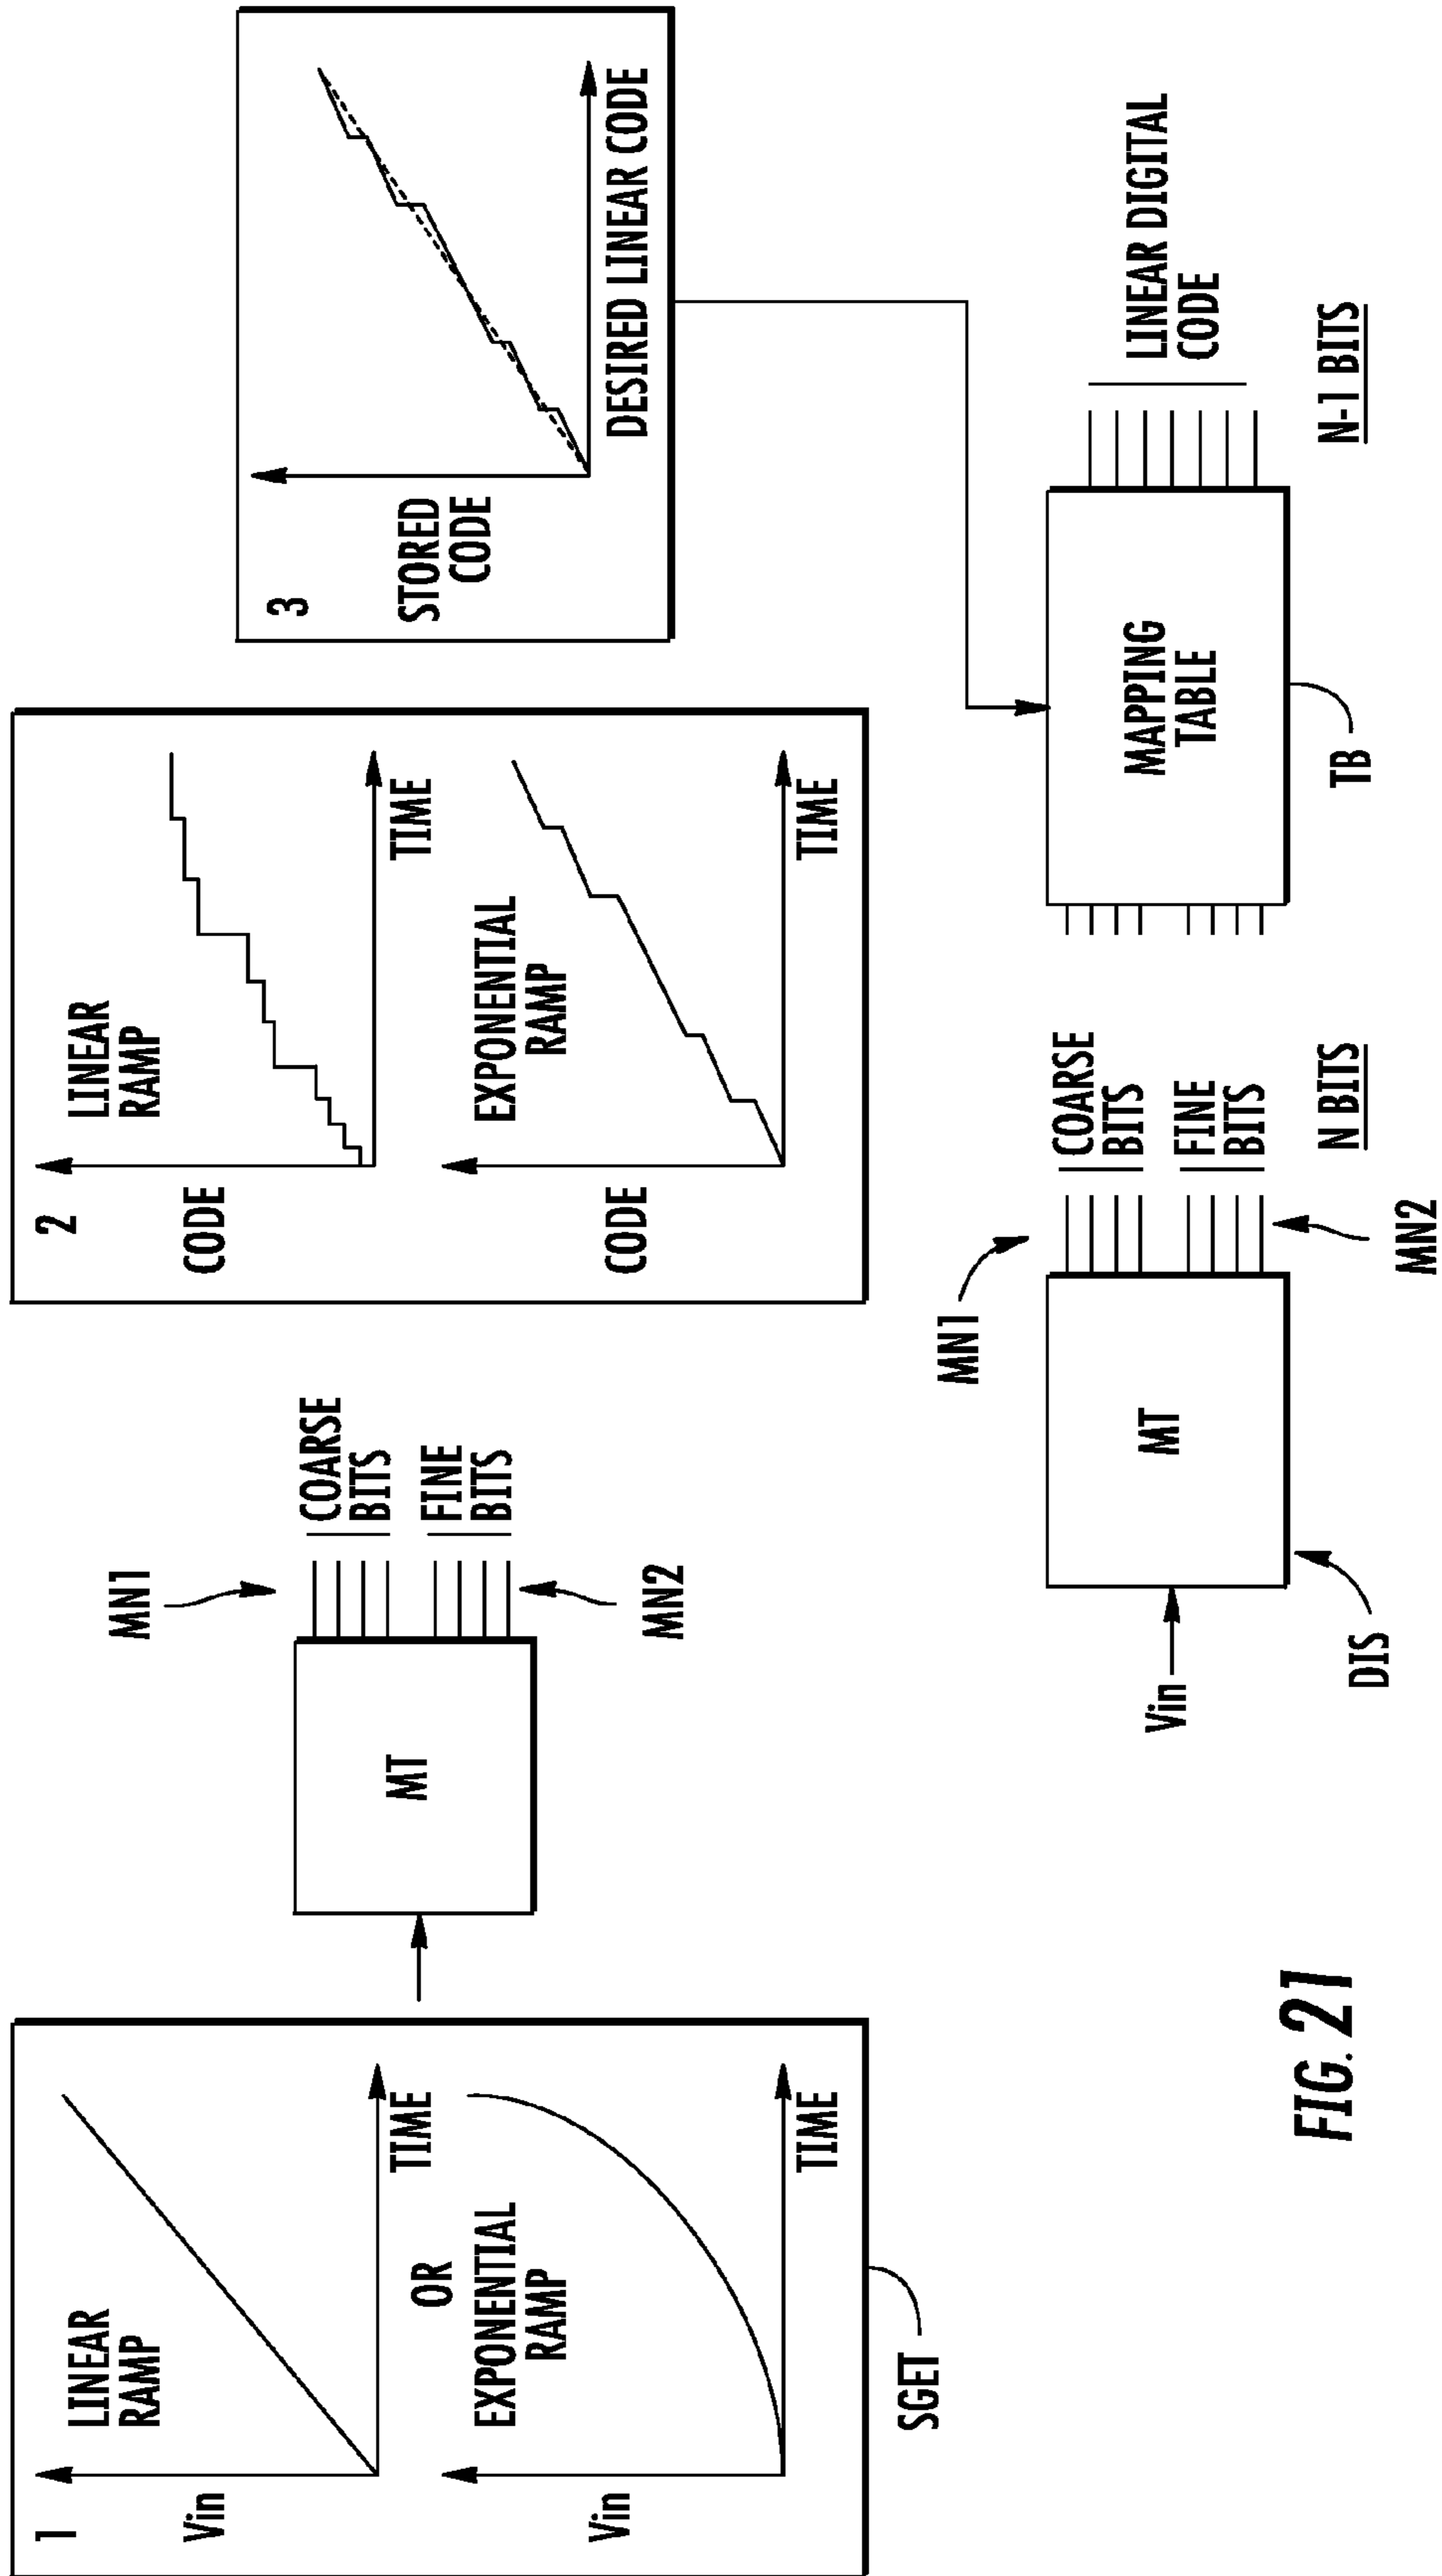 1
LINEAR
RAMP
Vin
TIME
OR
EXPONENTIAL
RAMP
Vin
TIME
SGET
MT
MN1
COARSE
BITS
FINE
BITS
MN2
2
LINEAR
RAMP
CODE
TIME
EXPONENTIAL
RAMP
CODE
TIME
3
STORED
CODE
DESIRED LINEAR CODE
Vin
MT
DIS
MN1
COARSE
BITS
FINE
BITS
MN2
N BITS
MAPPING
TABLE
TB
LINEAR DIGITAL
CODE
N-1 BITS
FIG. 21